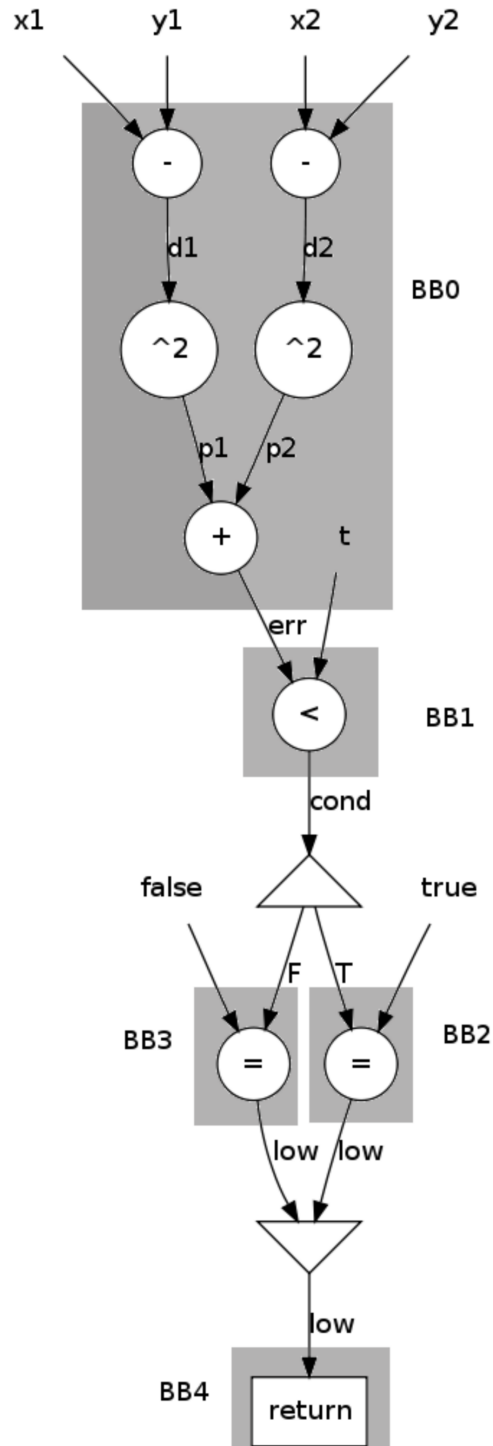 x1 y1 x2 y2
- -
d1 d2
BB0
^2 ^2
p1 p2
+ t
err
<
BB1
cond
false true
F T
BB3 = = BB2
low low
low
BB4
return